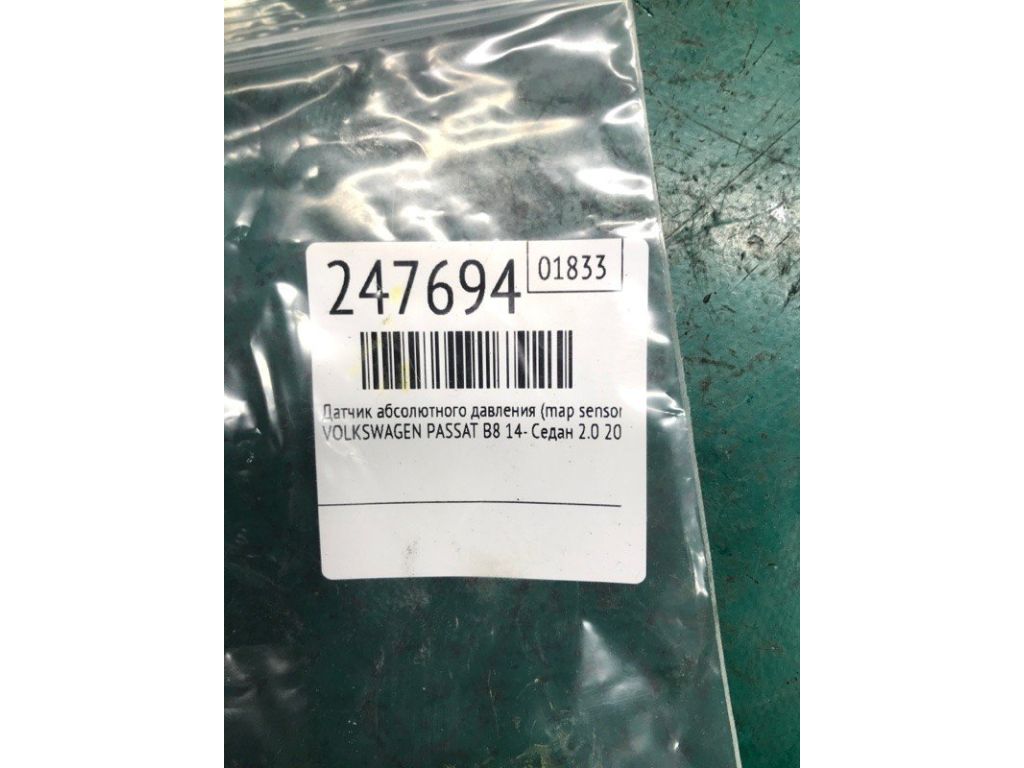 247694
01833
Датчик абсолютного давления (map sensor
VOLKSWAGEN PASSAT B8 14- Седан 2.0 20